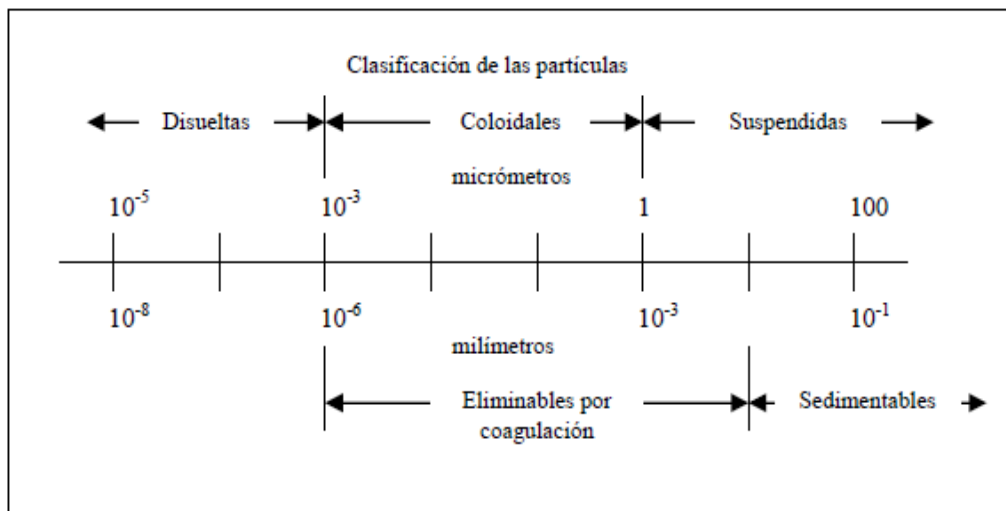 Clasificación de las partículas
Disueltas Coloidales Suspendidas
micrómetros
10⁻⁵ 10⁻³ 1 100
10⁻⁸ 10⁻⁶ 10⁻³ 10⁻¹
milímetros
Eliminables por Sedimentables
coagulación